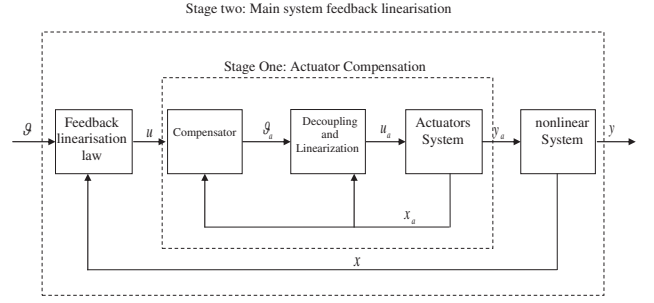 Stage two: Main system feedback linearisation
Stage One: Actuator Compensation
ϑ
Feedback
linearisation
law
u
Compensator
ϑa
Decoupling
and
Linearization
ua
Actuators
System
ya
nonlinear
System
y
xa
x